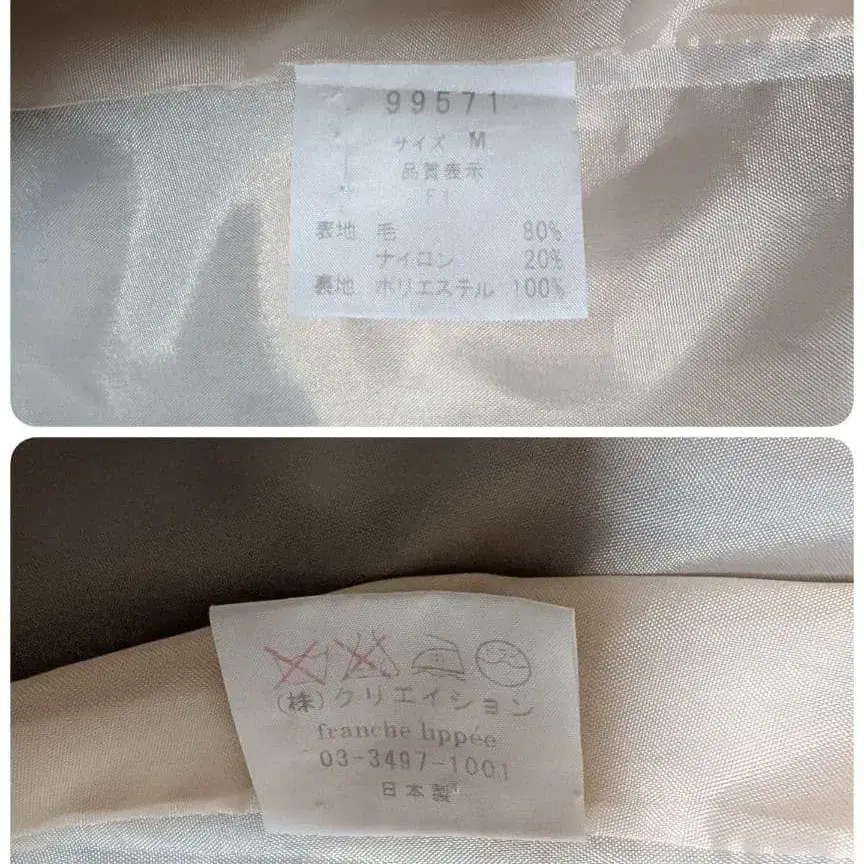 99571
サイズ M
品質表示
F1
表地 毛 80%
ナイロン 20%
裏地 ポリエステル 100%
(株)クリエイション
franche lippée
03-3497-1001
日本製